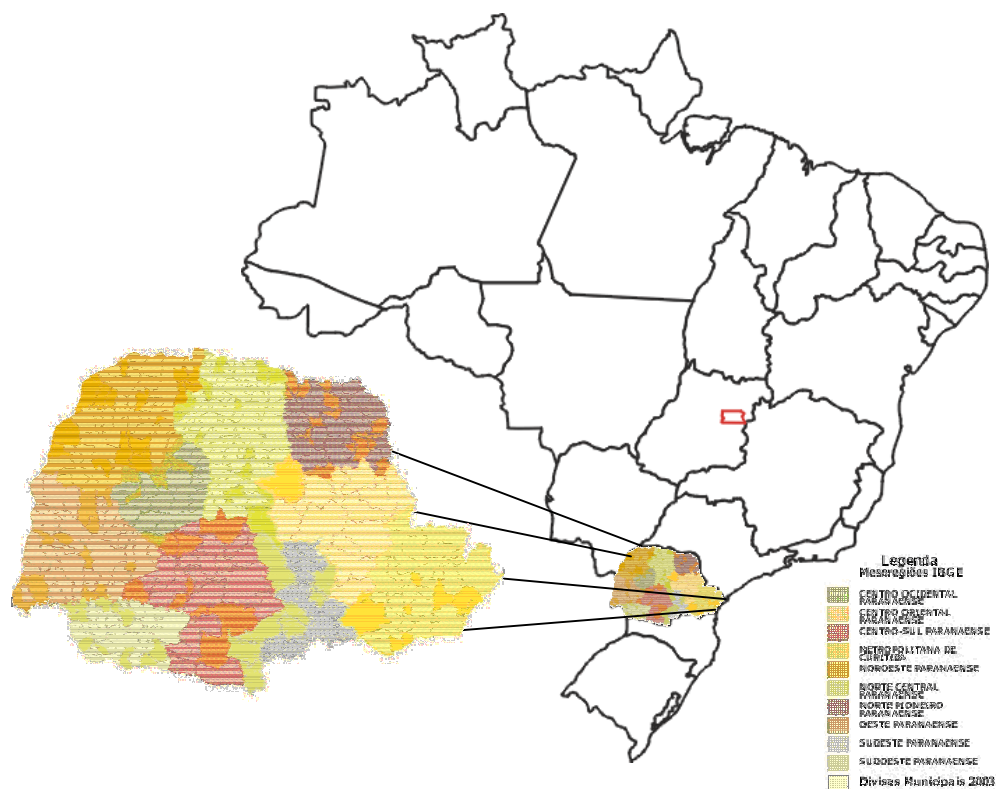 Legenda
Mesoregiões IBGE
CENTRO OCIDENTAL
PARANAENSE
CENTRO ORIENTAL
PARANAENSE
CENTRO-SUL PARANAENSE
METROPOLITANA DE
CURITIBA
NOROESTE PARANAENSE
NORTE CENTRAL
PARANAENSE
NORTE PIONEIRO
PARANAENSE
OESTE PARANAENSE
SUDESTE PARANAENSE
SUDOESTE PARANAENSE
Divisas Municipais 2003